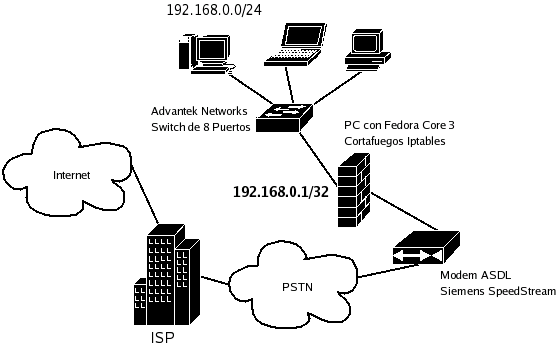 192.168.0.0/24
Advantek Networks
Switch de 8 Puertos
PC con Fedora Core 3
Cortafuegos Iptables
Internet
192.168.0.1/32
Modem ASDL
Siemens SpeedStream
PSTN
ISP